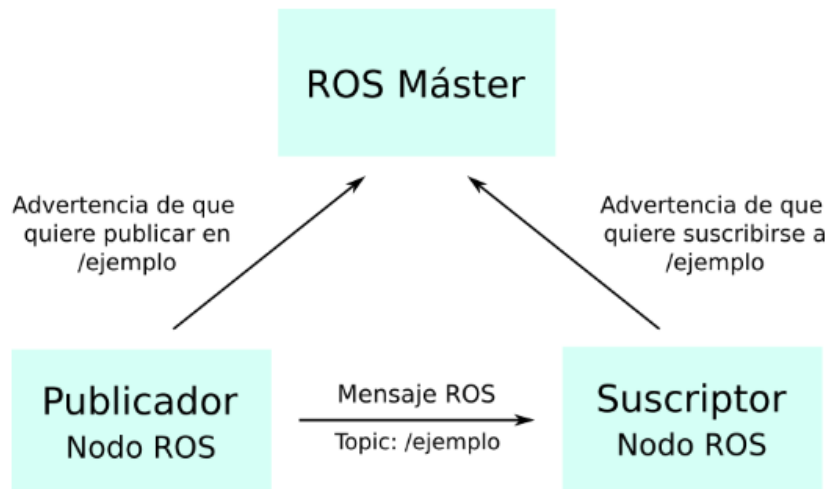 ROS Máster
Advertencia de que
quiere publicar en
/ejemplo
Advertencia de que
quiere suscribirse a
/ejemplo
Publicador
Nodo ROS
Mensaje ROS
Topic: /ejemplo
Suscriptor
Nodo ROS